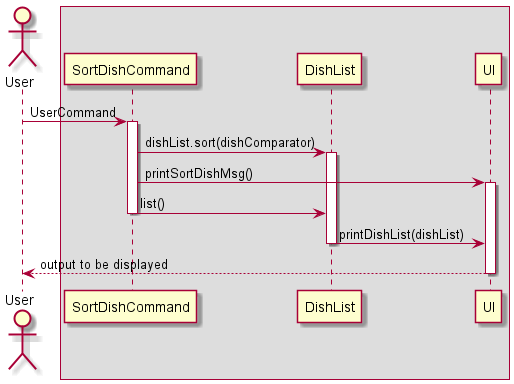 User
SortDishCommand
DishList
UI
UserCommand
dishList.sort(dishComparator)
printSortDishMsg()
list()
printDishList(dishList)
output to be displayed
User
SortDishCommand
DishList
UI